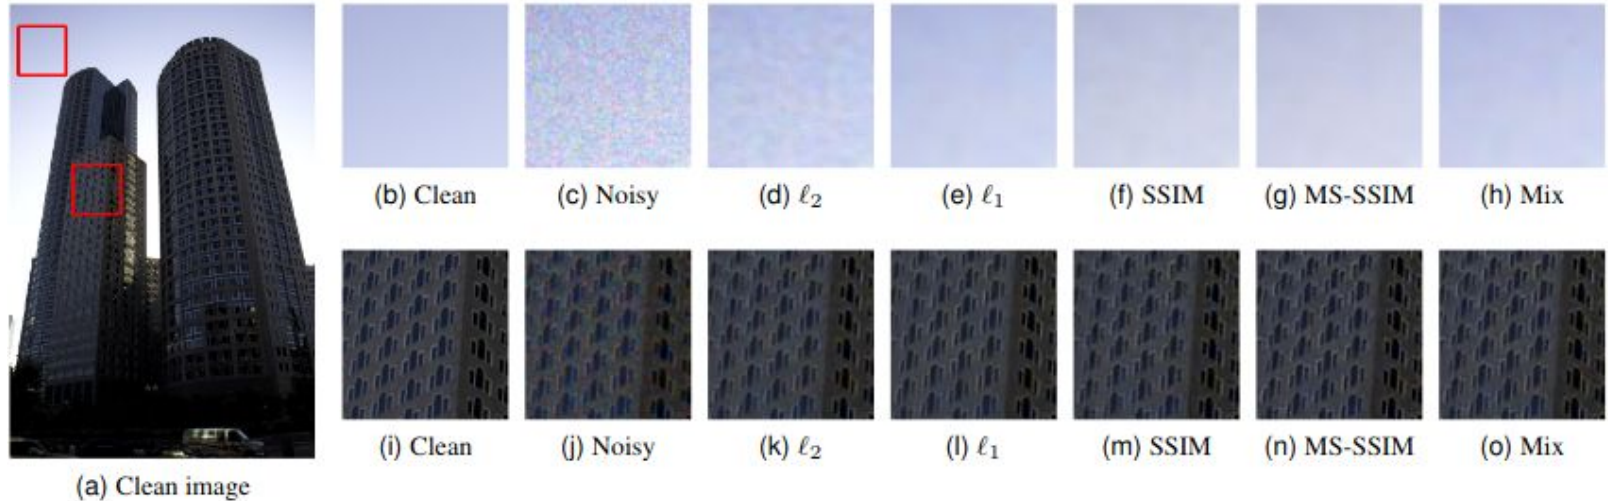 (b) Clean (c) Noisy (d) ℓ₂ (e) ℓ₁ (f) SSIM (g) MS-SSIM (h) Mix
(i) Clean (j) Noisy (k) ℓ₂ (l) ℓ₁ (m) SSIM (n) MS-SSIM (o) Mix
(a) Clean image